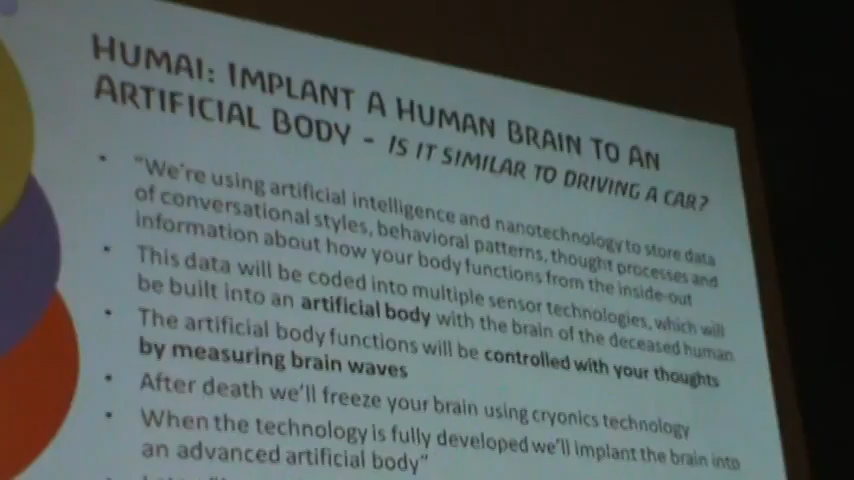 HUMAI: IMPLANT A HUMAN BRAIN TO AN
ARTIFICIAL BODY - IS IT SIMILAR TO DRIVING A CAR?
• "We're using artificial intelligence and nanotechnology to store data
of conversational styles, behavioral patterns, thought processes and
information about how your body functions from the inside-out
• This data will be coded into multiple sensor technologies, which will
be built into an artificial body with the brain of the deceased human
• The artificial body functions will be controlled with your thoughts
by measuring brain waves
• After death we'll freeze your brain using cryonics technology
• When the technology is fully developed we'll implant the brain into
an advanced artificial body"